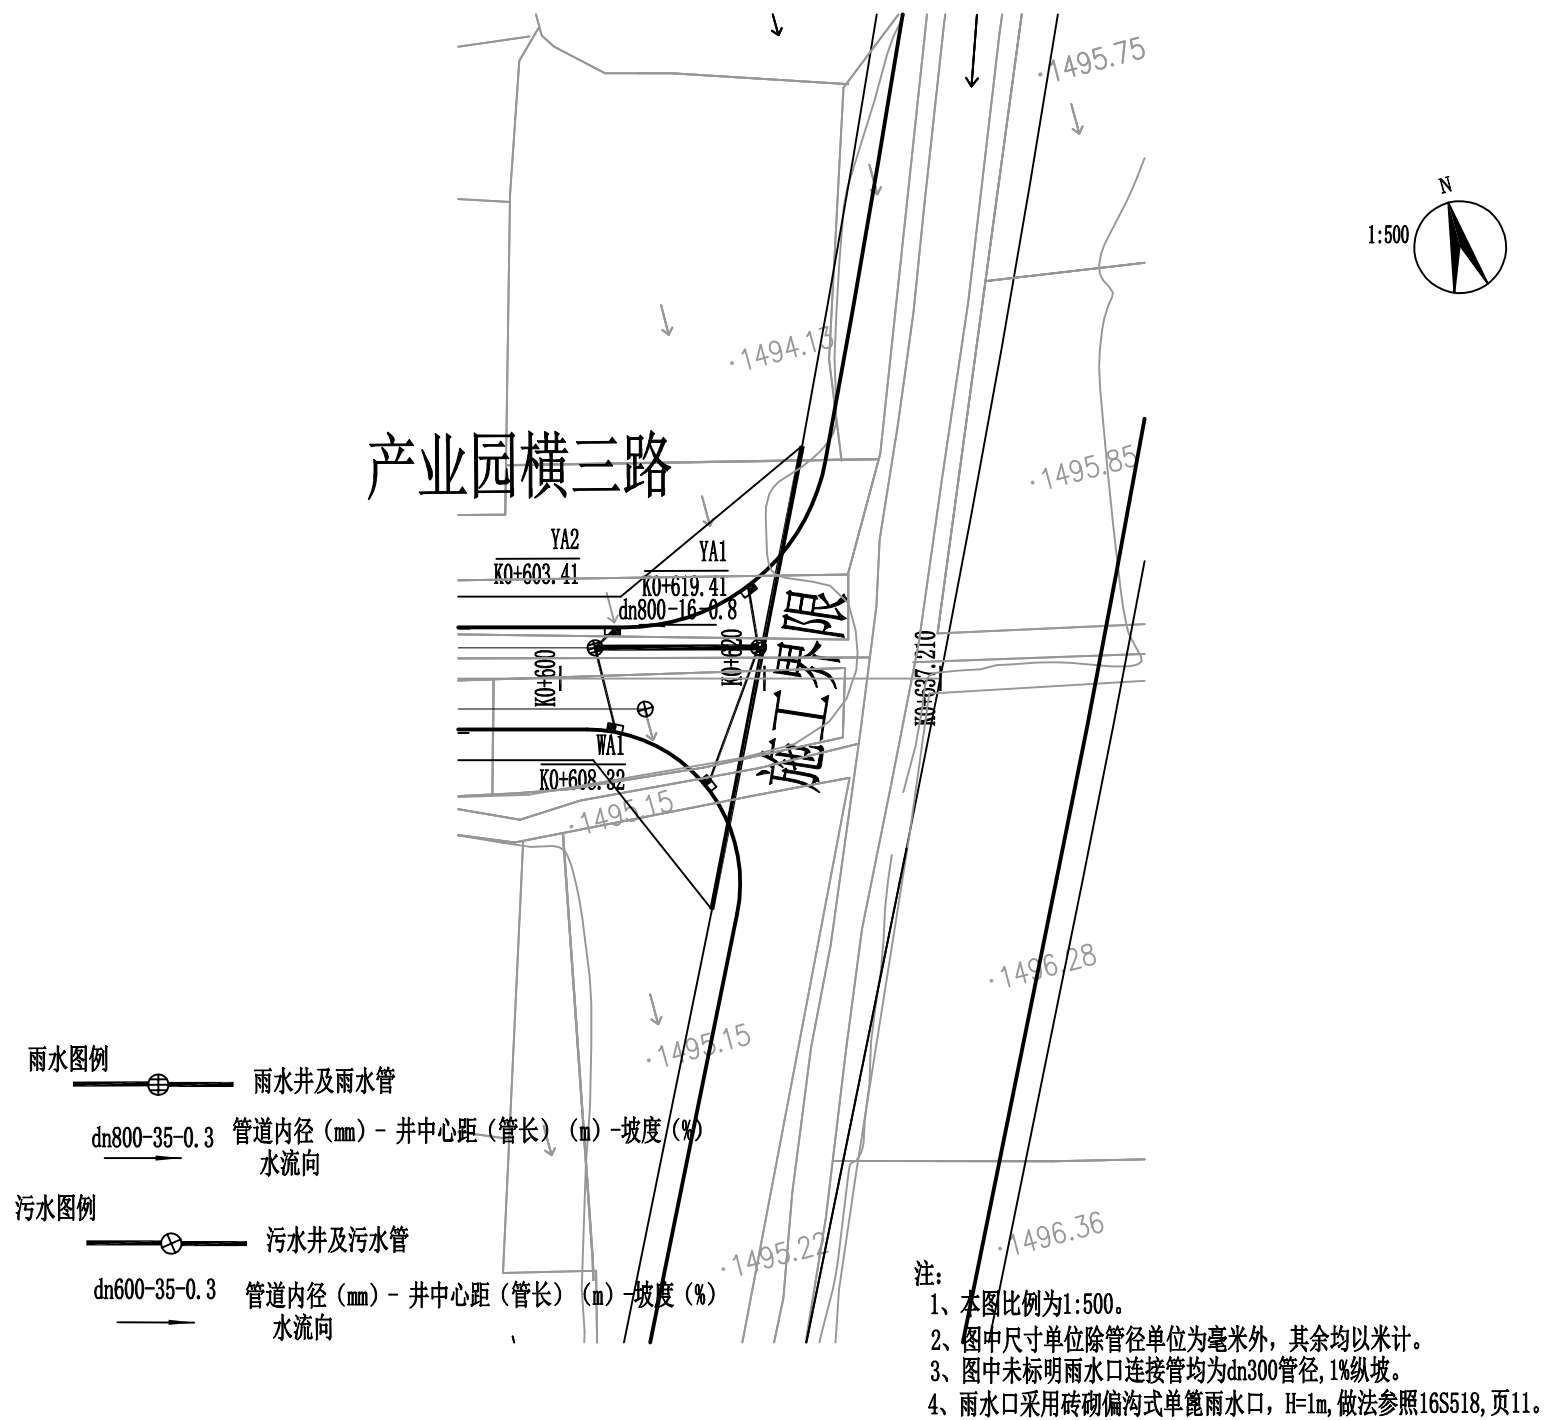 1495.75
N
1:500
1494.13
产业园横三路
1495.85
YA2
K0+603.41
YA1
K0+619.41
dn800-16-0.8
K0+600
K0+620
施工界限
K0+637.210
WA1
K0+608.32
1495.15
1496.28
1495.15
雨水图例
雨水井及雨水管
dn800-35-0.3
管道内径(mm)-井中心距(管长)(m)-坡度(%)
水流向
污水图例
污水井及污水管
dn600-35-0.3
管道内径(mm)-井中心距(管长)(m)-坡度(%)
水流向
1495.22
1496.36
注:
1、本图比例为1:500。
2、图中尺寸单位除管径单位为毫米外，其余均以米计。
3、图中未标明雨水口连接管均为dn300管径,1%纵坡。
4、雨水口采用砖砌偏沟式单篦雨水口，H=1m,做法参照16S518,页11。